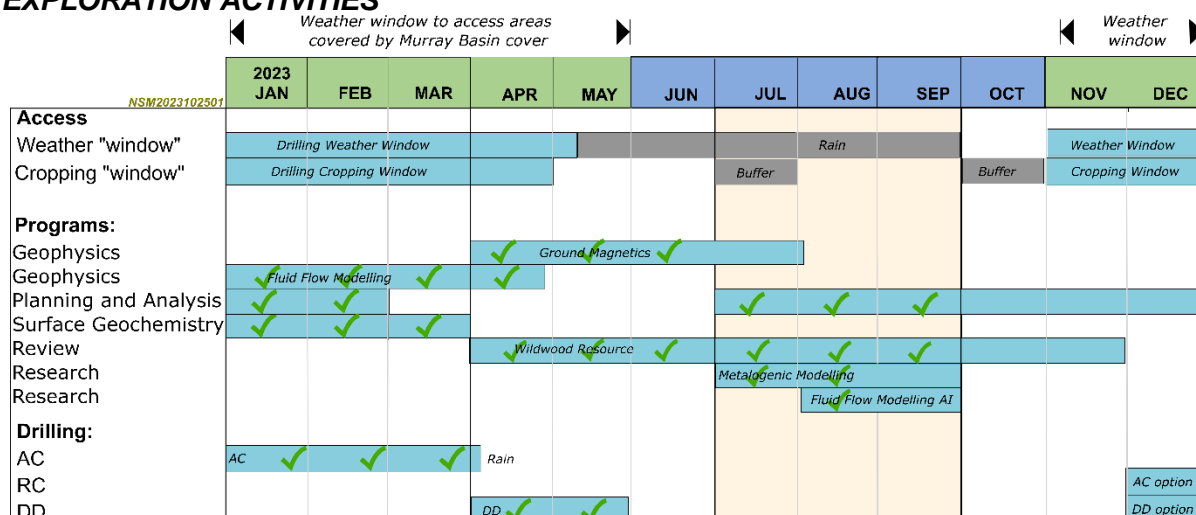 EXPLORATION ACTIVITIES
Weather window to access areas
covered by Murray Basin cover
Weather
window
NSM2023102501
2023
JAN FEB MAR APR MAY JUN JUL AUG SEP OCT NOV DEC
Access
Weather "window" Drilling Weather Window Rain Weather Window
Cropping "window" Drilling Cropping Window Buffer Buffer Cropping Window
Programs:
Geophysics Ground Magnetics
Geophysics Fluid Flow Modelling
Planning and Analysis
Surface Geochemistry
Review Wildwood Resource
Research Metalogenic Modelling
Research Fluid Flow Modelling AI
Drilling:
AC AC Rain
RC AC option
DD DD DD option